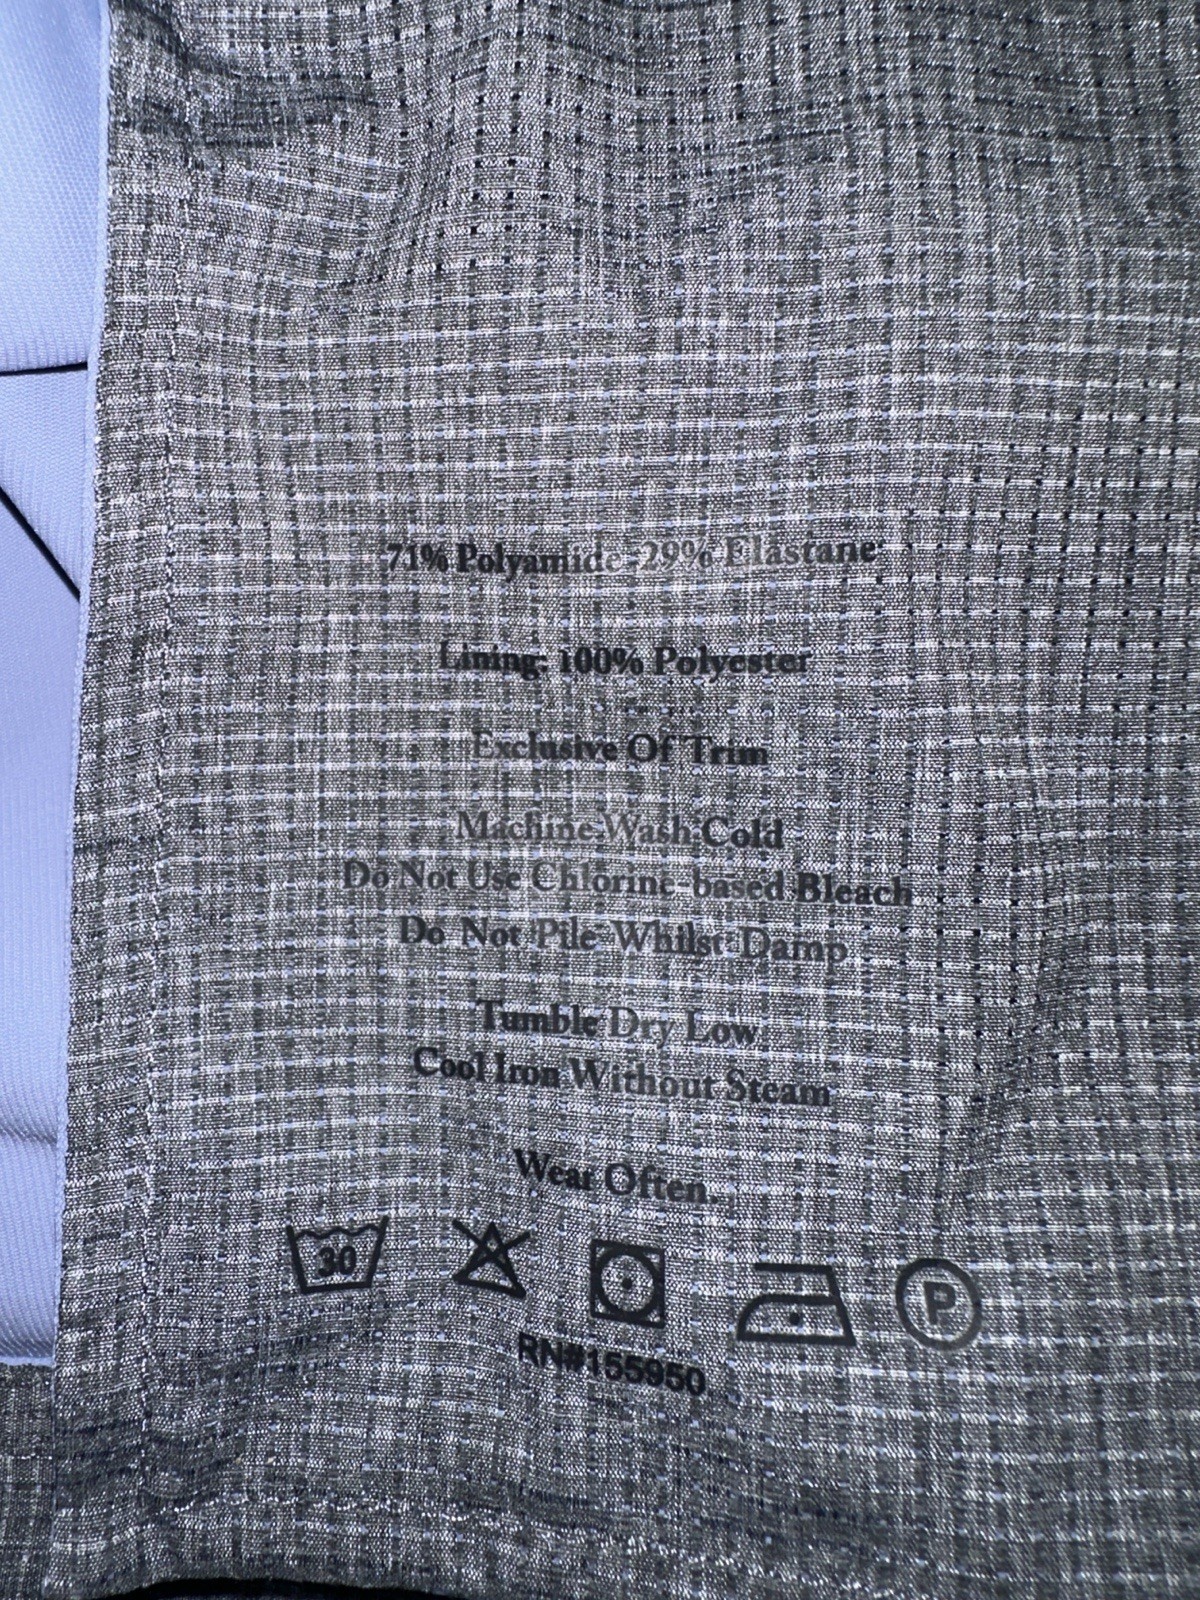 71% Polyamide 29% Elastane
Lining: 100% Polyester
Exclusive Of Trim
Machine Wash Cold
Do Not Use Chlorine-based Bleach
Do Not Pile Whilst Damp
Tumble Dry Low
Cool Iron Without Steam
Wear Often.
30
P
RN#155950